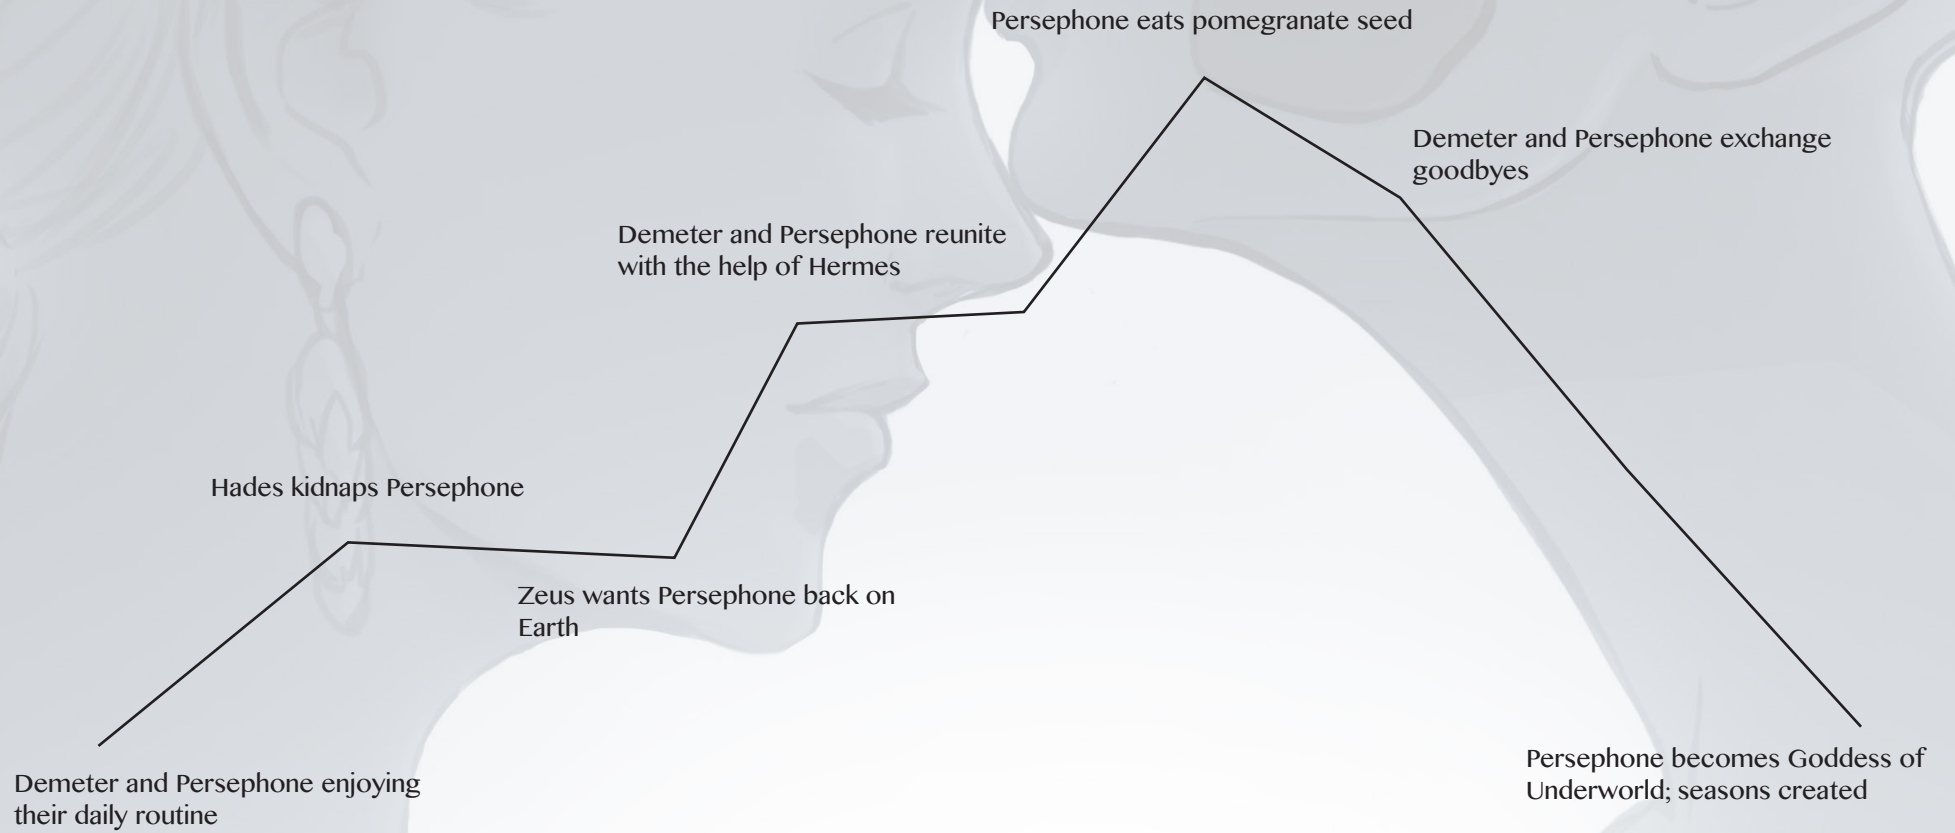 Persephone eats pomegranate seed
Demeter and Persephone exchange
goodbyes
Demeter and Persephone reunite
with the help of Hermes
Hades kidnaps Persephone
Zeus wants Persephone back on
Earth
Demeter and Persephone enjoying
their daily routine
Persephone becomes Goddess of
Underworld; seasons created